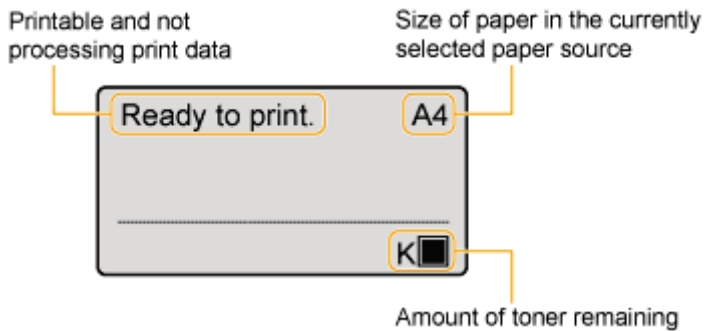 Printable and not
processing print data
Size of paper in the currently
selected paper source
Ready to print.
A4
K
Amount of toner remaining